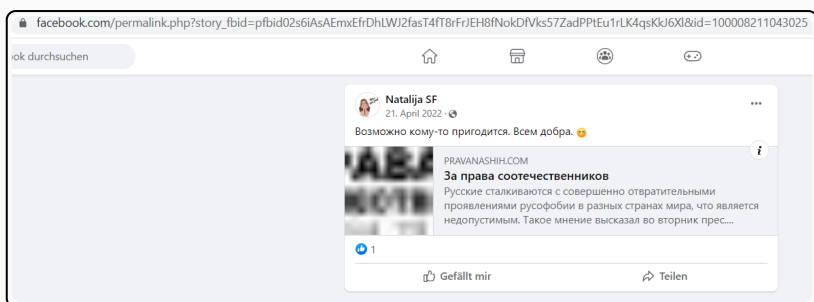 facebook.com/permalink.php?story_fbid=pfbid02s6iAsAEmxEfrDhLWJ2fasT4fT8rFrJEH8fNokDfVks57ZadPPtEu1rLK4qsKkJ6Xl&id=100008211043025
ok durchsuchen
Natalija SF
21. April 2022 ·
Возможно кому-то пригодится. Всем добра. 😊
PRAVANASHIH.COM
За права соотечественников
Русские сталкиваются с совершенно отвратительными
проявлениями русофобии в разных странах мира, что является
недопустимым. Такое мнение высказал во вторник прес....
1
Gefällt mir
Teilen